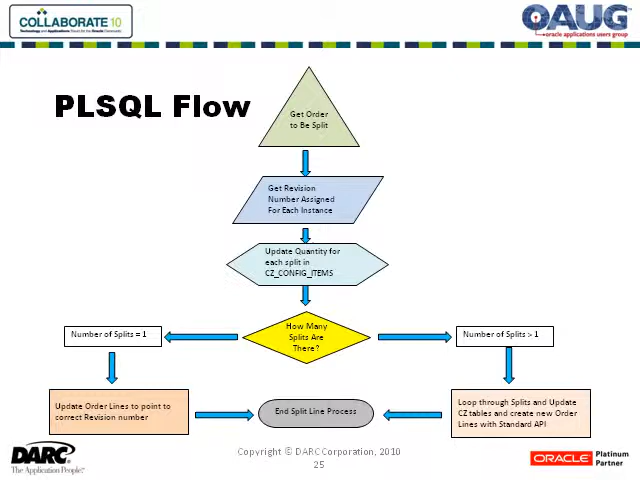 COLLABORATE 10
Technology and Applications Forum for the Oracle Community
OAUG
oracle applications users group
PLSQL Flow
Get Order
to Be Split
Get Revision
Number Assigned
For Each Instance
Update Quantity for
each split in
CZ_CONFIG_ITEMS
How Many
Splits Are
There?
Number of Splits = 1
Number of Splits > 1
Update Order Lines to point to
correct Revision number
End Split Line Process
Loop through Splits and Update
CZ tables and create new Order
Lines with Standard API
DARC
The Application People.
Copyright © DARC Corporation, 2010
25
ORACLE
Platinum
Partner